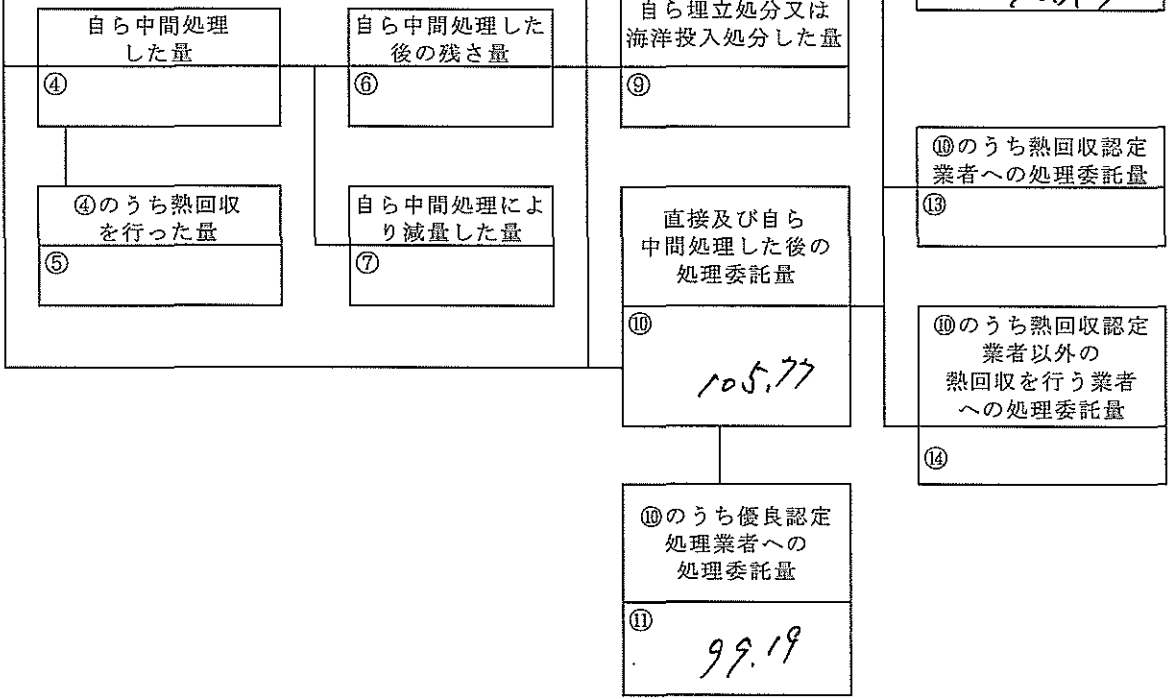 自ら中間処理
した量
④
自ら中間処理した
後の残さ量
⑥
自ら埋立処分又は
海洋投入処分した量
⑨
⑩のうち熱回収認定
業者への処理委託量
⑬
④のうち熱回収
を行った量
⑤
自ら中間処理によ
り減量した量
⑦
直接及び自ら
中間処理した後の
処理委託量
⑩
105.77
⑩のうち熱回収認定
業者以外の
熱回収を行う業者
への処理委託量
⑭
⑩のうち優良認定
処理業者への
処理委託量
⑪
99.19